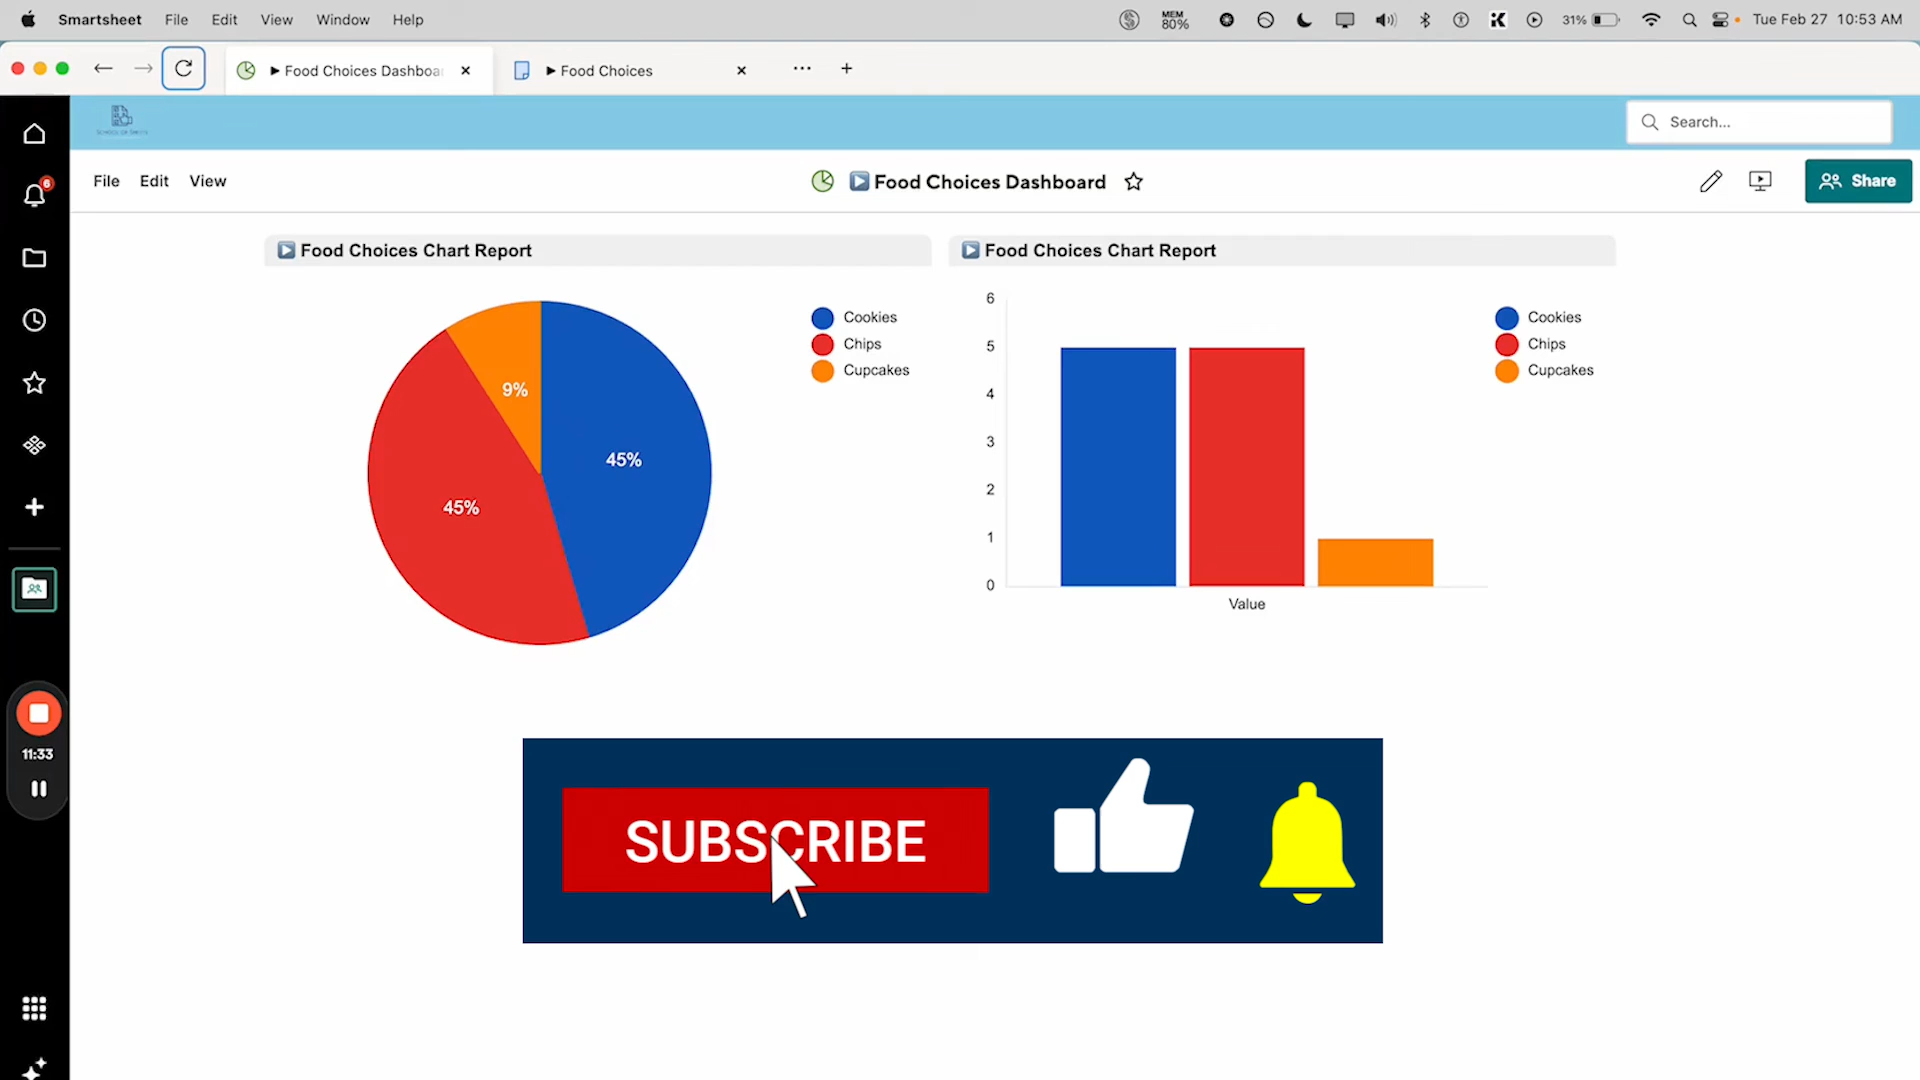 Smartsheet File Edit View Window Help
MEM
80%
31%
Tue Feb 27 10:53 AM
Food Choices Dashboa
Food Choices
Search...
6
File Edit View
Food Choices Dashboard
Share
Food Choices Chart Report
Cookies
Chips
Cupcakes
9%
45%
45%
Food Choices Chart Report
6
5
4
3
2
1
0
Value
Cookies
Chips
Cupcakes
11:33
SUBSCRIBE